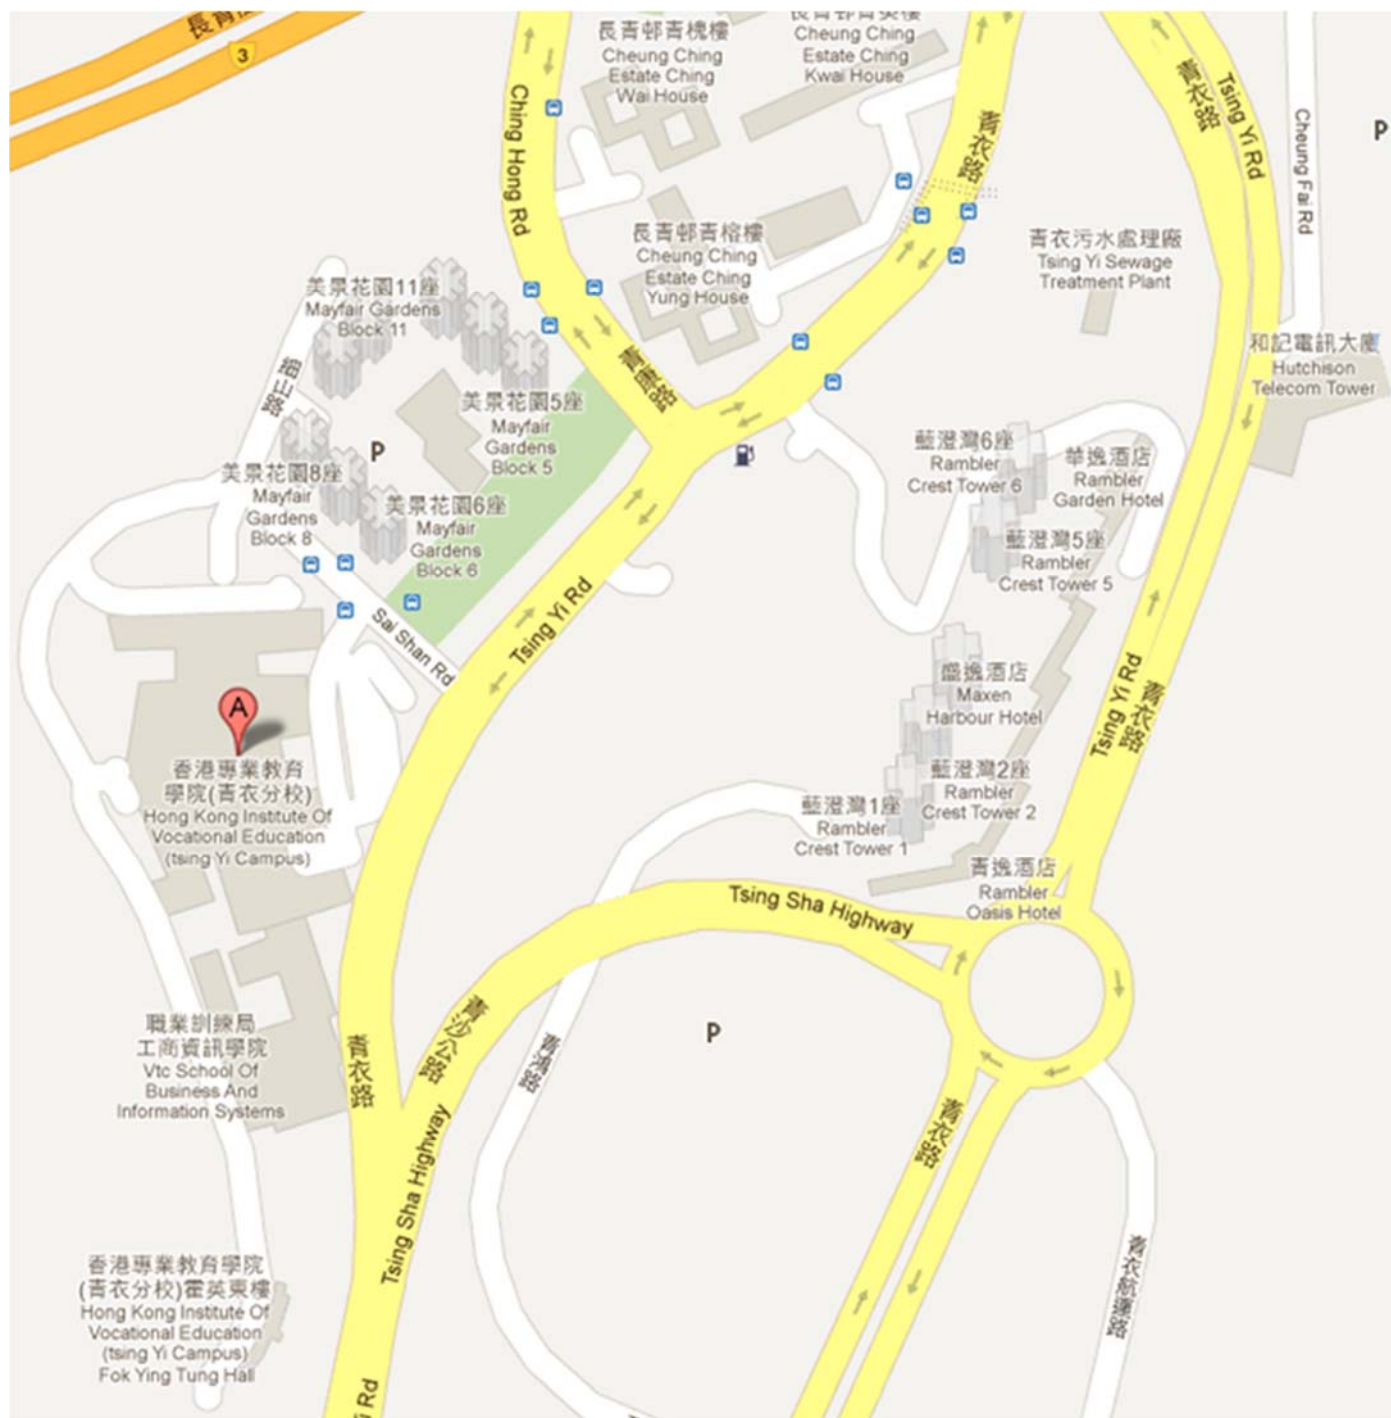 3
長青邨青槐樓
Cheung Ching
Estate Ching
Wai House
Cheung Ching
Estate Ching
Kwai House
Ching Hong Rd
青衣路
青衣路
Tsing Yi Rd
Cheung Fai Rd
P
長青邨青榕樓
Cheung Ching
Estate Ching
Yung House
青衣污水處理廠
Tsing Yi Sewage
Treatment Plant
美景花園11座
Mayfair Gardens
Block 11
青康路
和記電訊大廈
Hutchison
Telecom Tower
細山路
美景花園5座
Mayfair
Gardens
Block 5
P
美景花園8座
Mayfair
Gardens
Block 8
美景花園6座
Mayfair
Gardens
Block 6
藍澄灣6座
Rambler
Crest Tower 6
華逸酒店
Rambler
Garden Hotel
藍澄灣5座
Rambler
Crest Tower 5
Sai Shan Rd
Tsing Yi Rd
盛逸酒店
Maxen
Harbour Hotel
Tsing Yi Rd
青衣路
A
香港專業教育
學院(青衣分校)
Hong Kong Institute Of
Vocational Education
(tsing Yi Campus)
藍澄灣2座
Rambler
Crest Tower 2
藍澄灣1座
Rambler
Crest Tower 1
青逸酒店
Rambler
Oasis Hotel
Tsing Sha Highway
職業訓練局
工商資訊學院
Vtc School Of
Business And
Information Systems
青衣路
青沙公路
青鴻路
P
青衣路
Tsing Sha Highway
香港專業教育學院
(青衣分校)霍英東樓
Hong Kong Institute Of
Vocational Education
(tsing Yi Campus)
Fok Ying Tung Hall
青衣航運路
Rd